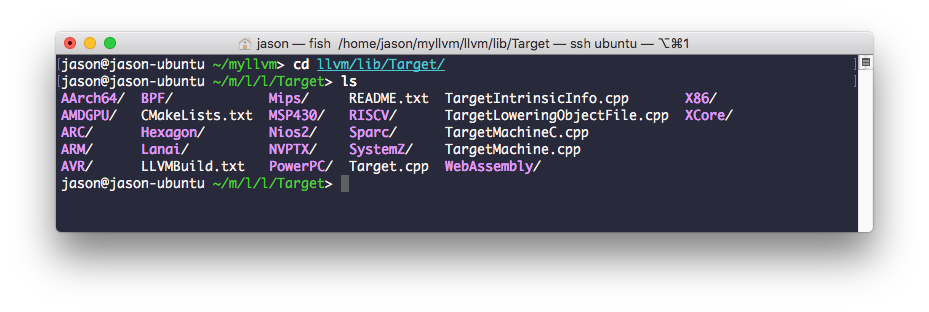 jason — fish /home/jason/myllvm/llvm/lib/Target — ssh ubuntu — ⌥⌘1
[jason@jason-ubuntu ~/myllvm> cd llvm/lib/Target/ ]
[jason@jason-ubuntu ~/m/l/l/Target> ls ]
AArch64/ BPF/ Mips/ README.txt TargetIntrinsicInfo.cpp X86/
AMDGPU/ CMakeLists.txt MSP430/ RISCV/ TargetLoweringObjectFile.cpp XCore/
ARC/ Hexagon/ Nios2/ Sparc/ TargetMachineC.cpp
ARM/ Lanai/ NVPTX/ SystemZ/ TargetMachine.cpp
AVR/ LLVMBuild.txt PowerPC/ Target.cpp WebAssembly/
jason@jason-ubuntu ~/m/l/l/Target>